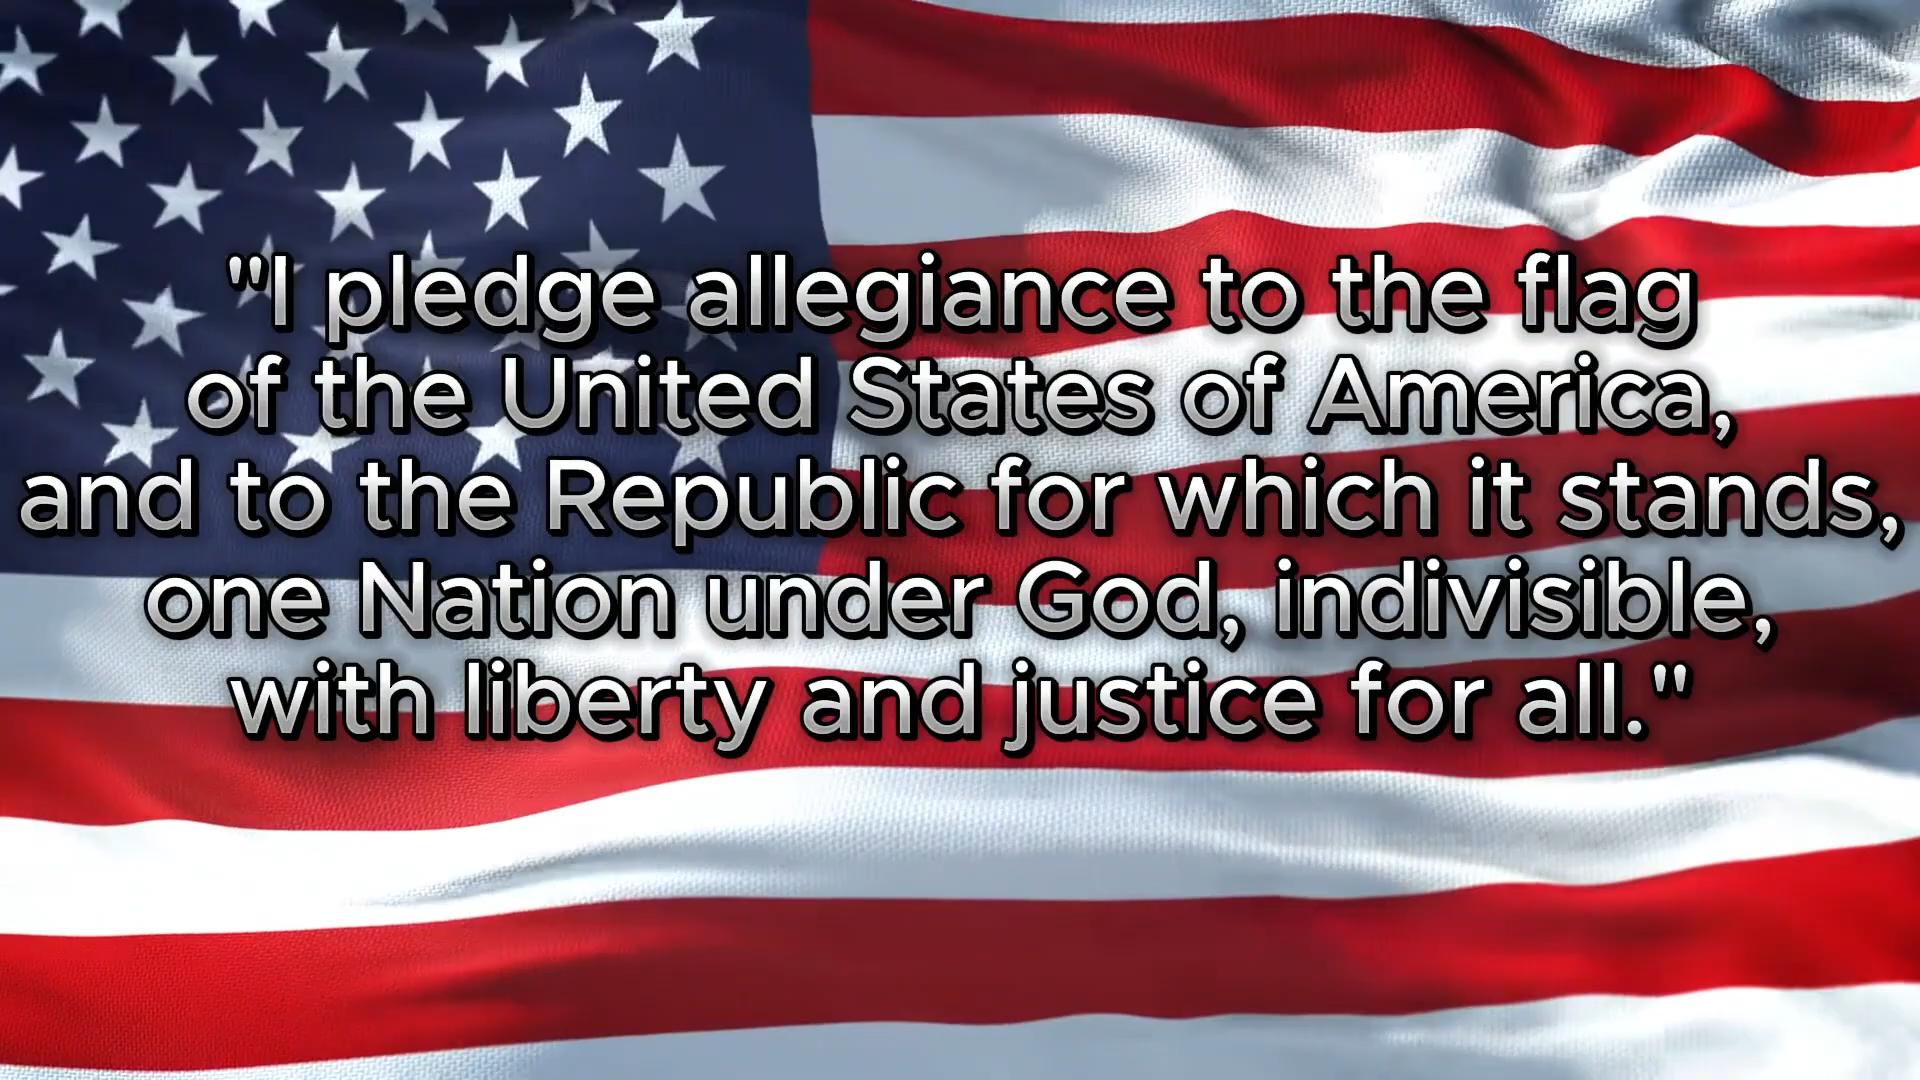 "I pledge allegiance to the flag
of the United States of America,
and to the Republic for which it stands,
one Nation under God, indivisible,
with liberty and justice for all."